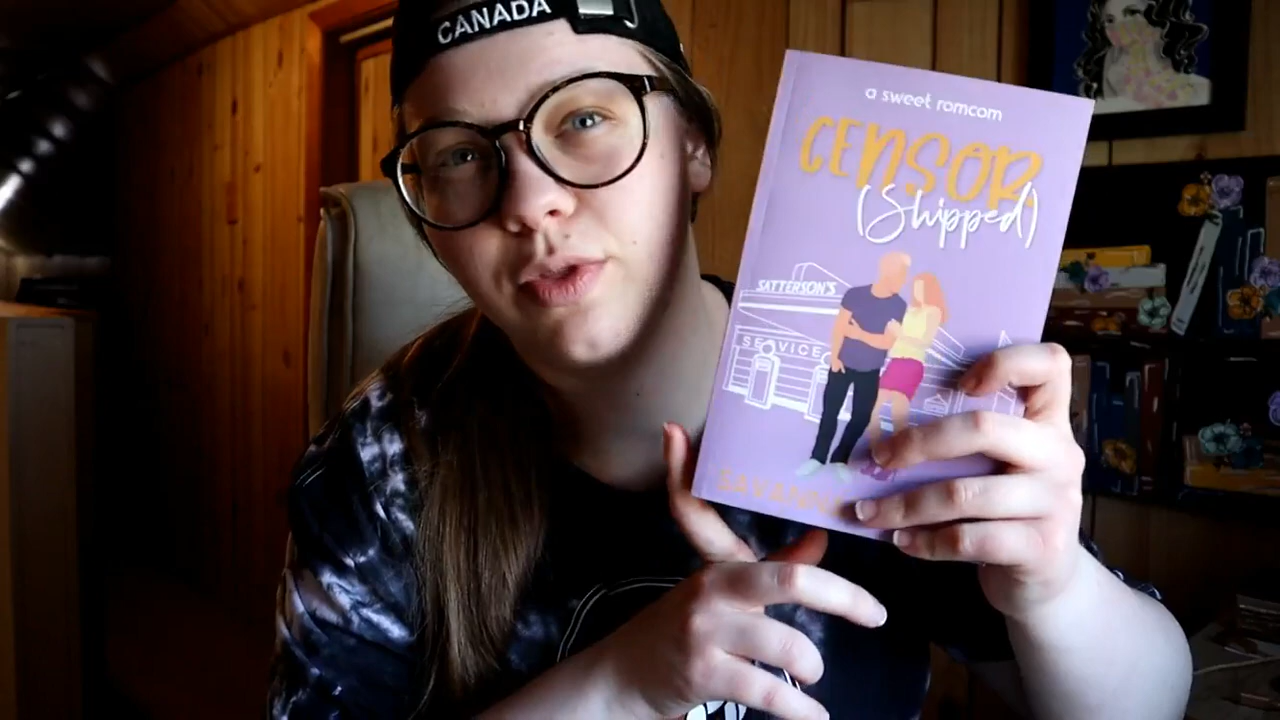 CANADA
a sweet romcom
CENSOR
(Shipped)
SATTERSON'S
SERVICE